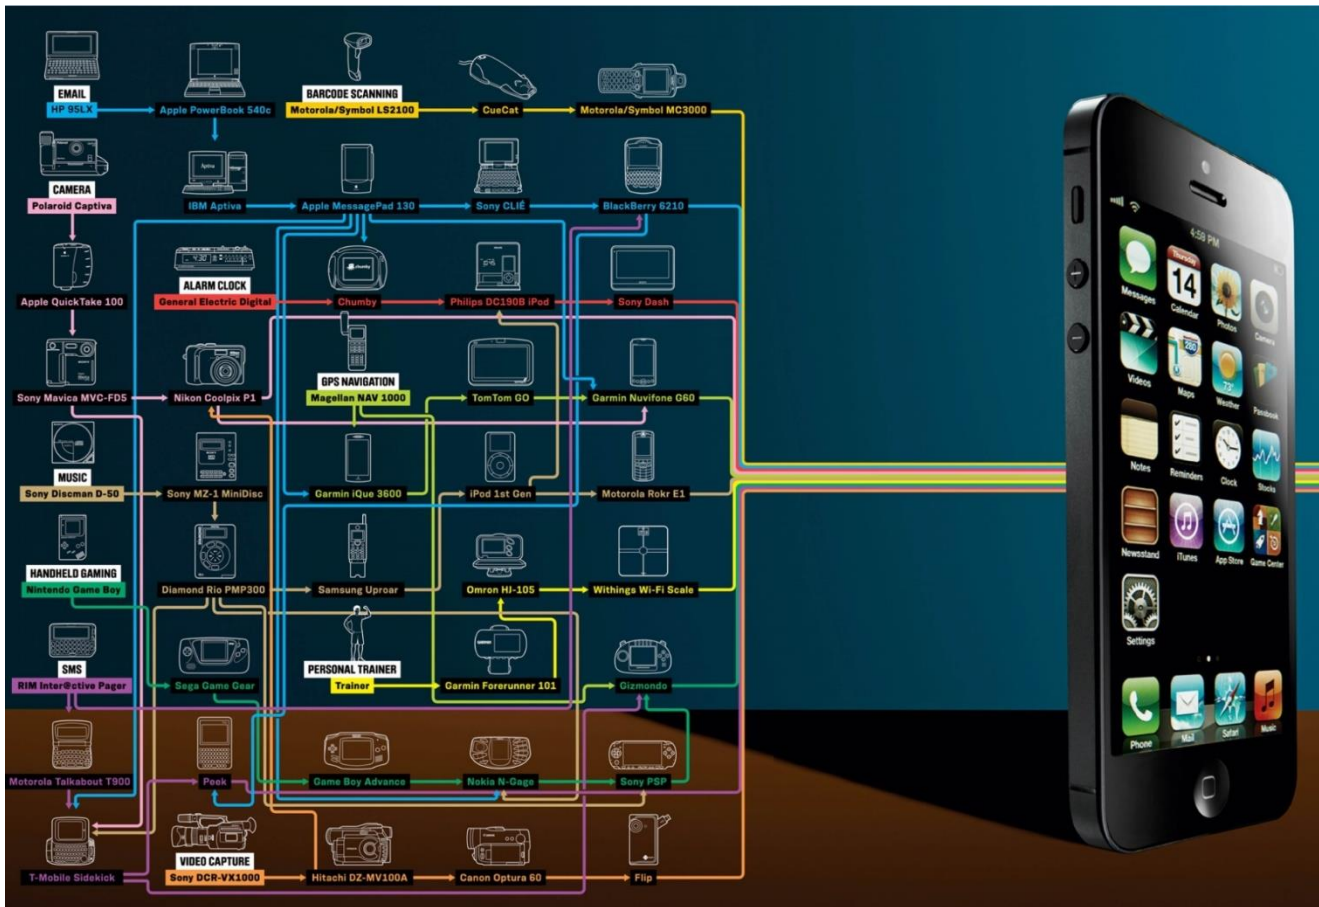 EMAIL
HP 95LX
Apple PowerBook 540c
BARCODE SCANNING
Motorola/Symbol LS2100
CueCat
Motorola/Symbol MC3000
CAMERA
Polaroid Captiva
Aptiva
IBM Aptiva
Apple MessagePad 130
Sony CLIÉ
BlackBerry 6210
Apple QuickTake 100
4:30
ALARM CLOCK
General Electric Digital
chumby
Chumby
Philips DC190B iPod
Sony Dash
Sony Mavica MVC-FD5
Nikon Coolpix P1
GPS NAVIGATION
Magellan NAV 1000
TomTom GO
Garmin Nuvifone G60
MUSIC
Sony Discman D-50
Sony MZ-1 MiniDisc
Garmin iQue 3600
iPod 1st Gen
Motorola Rokr E1
HANDHELD GAMING
Nintendo Game Boy
Diamond Rio PMP300
Samsung Uproar
Omron HJ-105
Withings Wi-Fi Scale
SMS
RIM Inter@ctive Pager
Sega Game Gear
PERSONAL TRAINER
Trainer
Garmin Forerunner 101
Gizmondo
Motorola Talkabout T900
Peek
Game Boy Advance
Nokia N-Gage
Sony PSP
T-Mobile Sidekick
VIDEO CAPTURE
Sony DCR-VX1000
Hitachi DZ-MV100A
Canon Optura 60
Flip
4:59 PM
Thursday
14
Messages
Calendar
Photos
Camera
280
73°
Videos
Maps
Weather
Passbook
Notes
Reminders
Clock
Stocks
Newsstand
iTunes
App Store
Game Center
Settings
Phone
Mail
Safari
Music